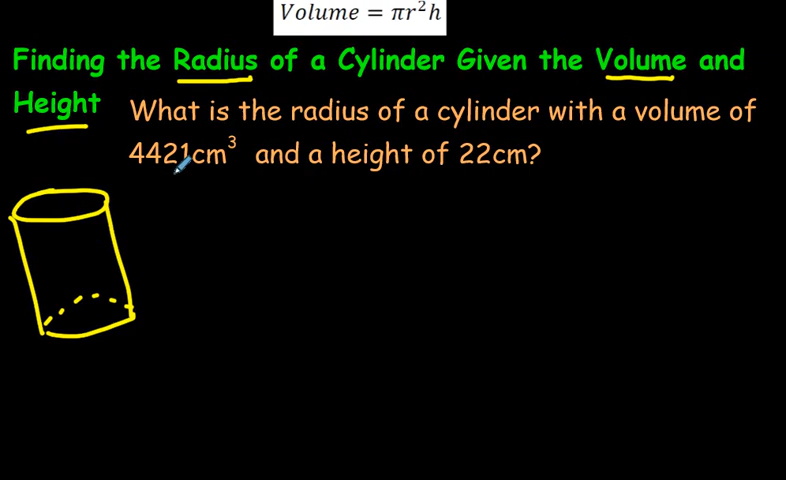 Volume = πr²h
Finding the Radius of a Cylinder Given the Volume and
Height What is the radius of a cylinder with a volume of
4421cm³ and a height of 22cm?